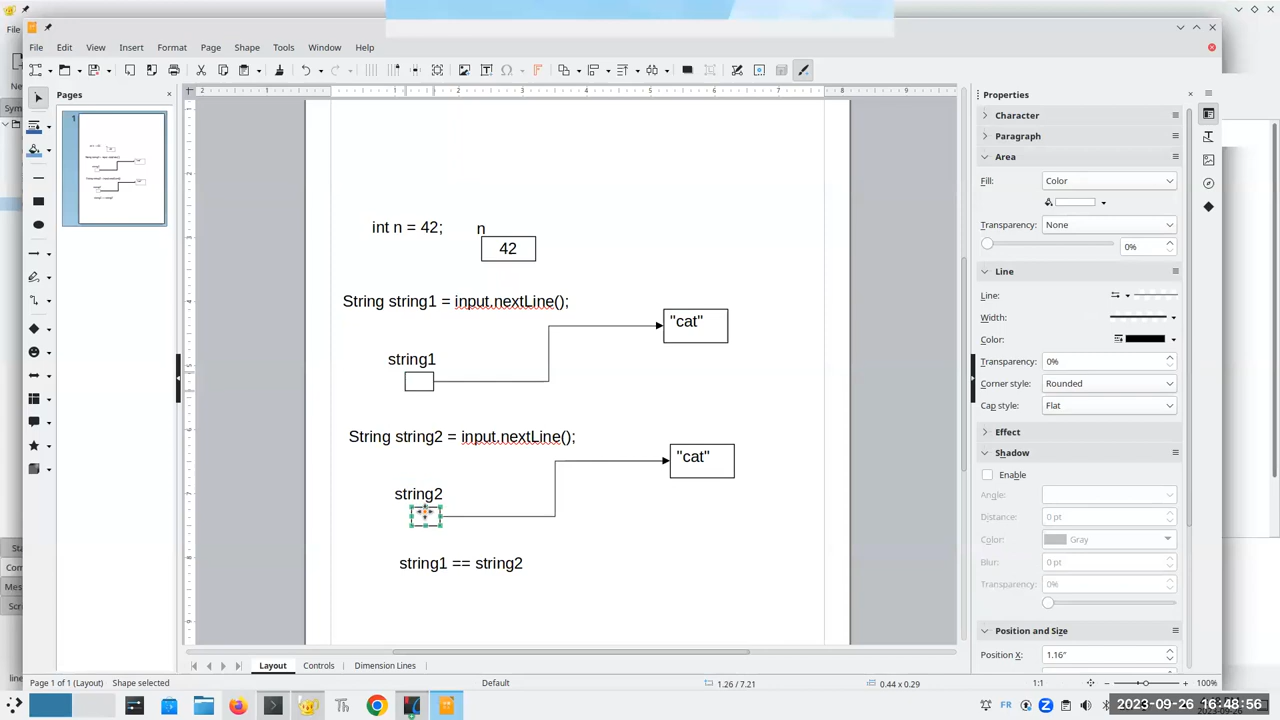 File
Edit
View
Insert
Format
Page
Shape
Tools
Window
Help
File
Pages
1
int n = 42;
n
42
String string1 = input.nextLine();
"cat"
string1
String string2 = input.nextLine();
"cat"
string2
string1 == string2
Properties
Character
Paragraph
Area
Fill:
Color
Transparency:
None
0%
Line
Line:
Width:
Color:
Transparency:
0%
Corner style:
Rounded
Cap style:
Flat
Effect
Shadow
Enable
Angle:
Distance:
0 pt
Color:
Gray
Blur:
0 pt
Transparency:
0%
Position and Size
Position X:
1.16"
Layout
Controls
Dimension Lines
Page 1 of 1 (Layout)
Shape selected
Default
1.26 / 7.21
0.44 x 0.29
1:1
100%
FR
2023-09-26 16:48:56